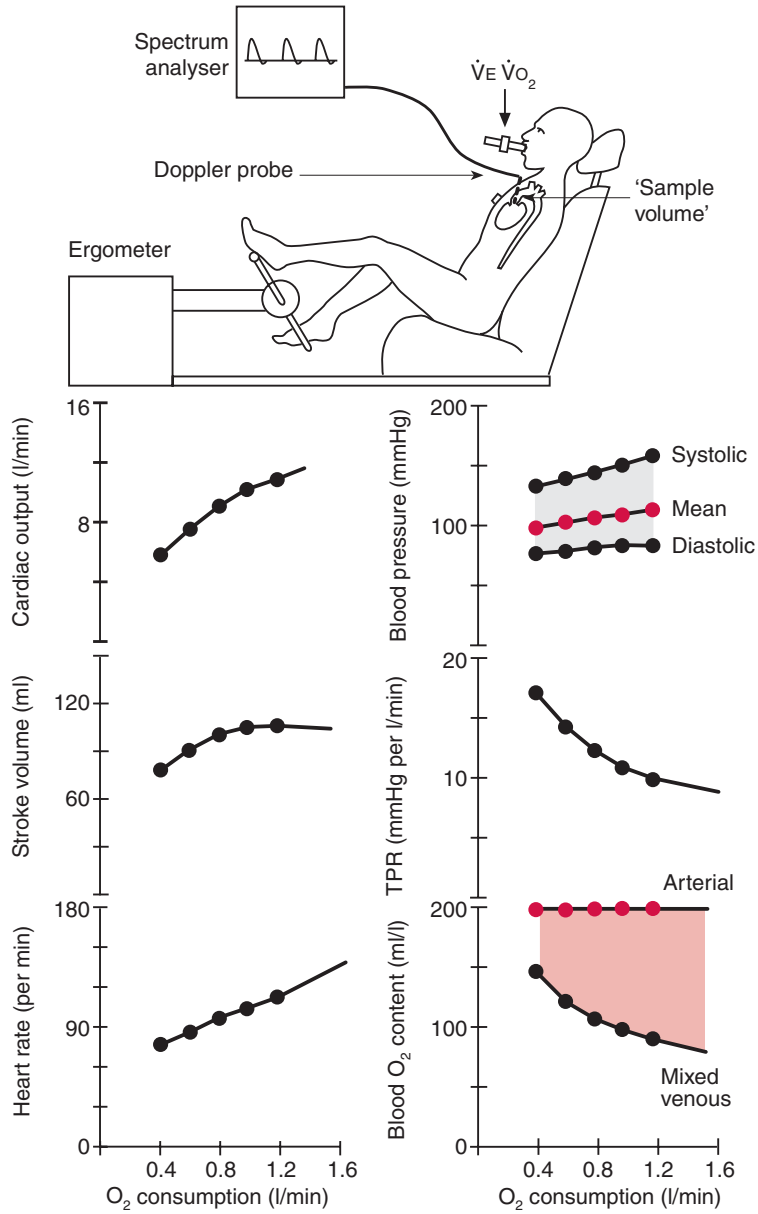 Spectrum
analyser
V̇E V̇O₂
Doppler probe
'Sample
volume'
Ergometer
Cardiac output (l/min)
16
8
Blood pressure (mmHg)
200
100
Systolic
Mean
Diastolic
Stroke volume (ml)
120
60
TPR (mmHg per l/min)
20
10
Heart rate (per min)
180
90
0
0.4 0.8 1.2 1.6
O₂ consumption (l/min)
Blood O₂ content (ml/l)
200
100
0
Arterial
Mixed
venous
0.4 0.8 1.2 1.6
O₂ consumption (l/min)